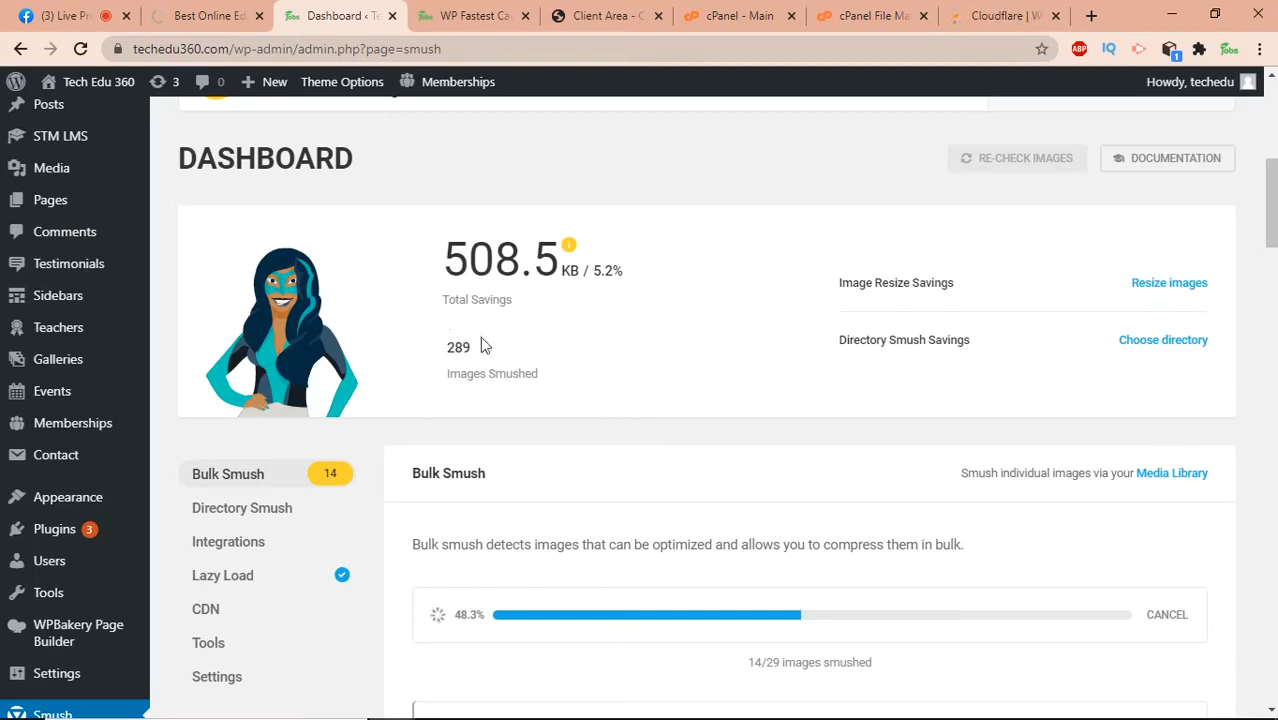 Live Pr
Best Online Ed
Dashboard ‹ Te
WP Fastest Cac
Client Area - G
cPanel - Main
cPanel File Ma
Cloudflare | W
techedu360.com/wp-admin/admin.php?page=smush
ABP
IQ
1
Jobs
Tech Edu 360
3
0
New
Theme Options
Memberships
Howdy, techedu
Posts
STM LMS
Media
Pages
Comments
Testimonials
Sidebars
Teachers
Galleries
Events
Memberships
Contact
Appearance
Plugins 3
Users
Tools
WPBakery Page
Builder
Settings
Smush
DASHBOARD
RE-CHECK IMAGES
DOCUMENTATION
508.5 KB / 5.2%
Total Savings
289
Images Smushed
Image Resize Savings
Resize images
Directory Smush Savings
Choose directory
Bulk Smush 14
Directory Smush
Integrations
Lazy Load
CDN
Tools
Settings
Bulk Smush
Smush individual images via your Media Library
Bulk smush detects images that can be optimized and allows you to compress them in bulk.
48.3%
CANCEL
14/29 images smushed